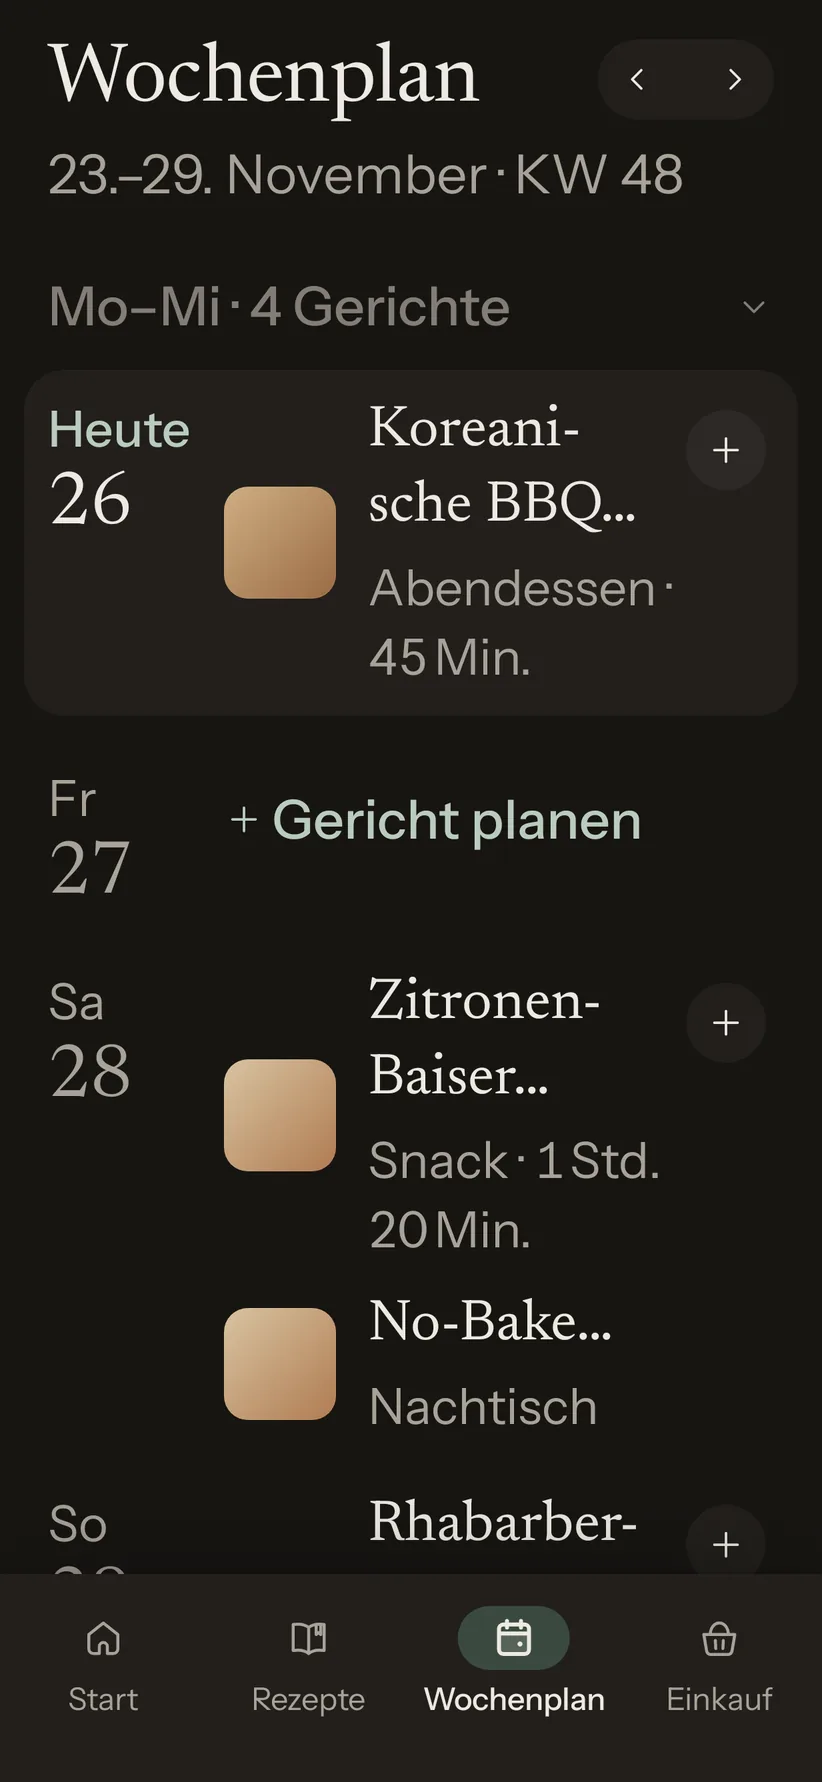 Wochenplan
23.–29. November · KW 48
Mo–Mi · 4 Gerichte
Heute
26
Koreani-
sche BBQ…
Abendessen ·
45 Min.
Fr
27
+ Gericht planen
Sa
28
Zitronen-
Baiser…
Snack · 1 Std.
20 Min.
No-Bake…
Nachtisch
So
Rhabarber-
Start
Rezepte
Wochenplan
Einkauf